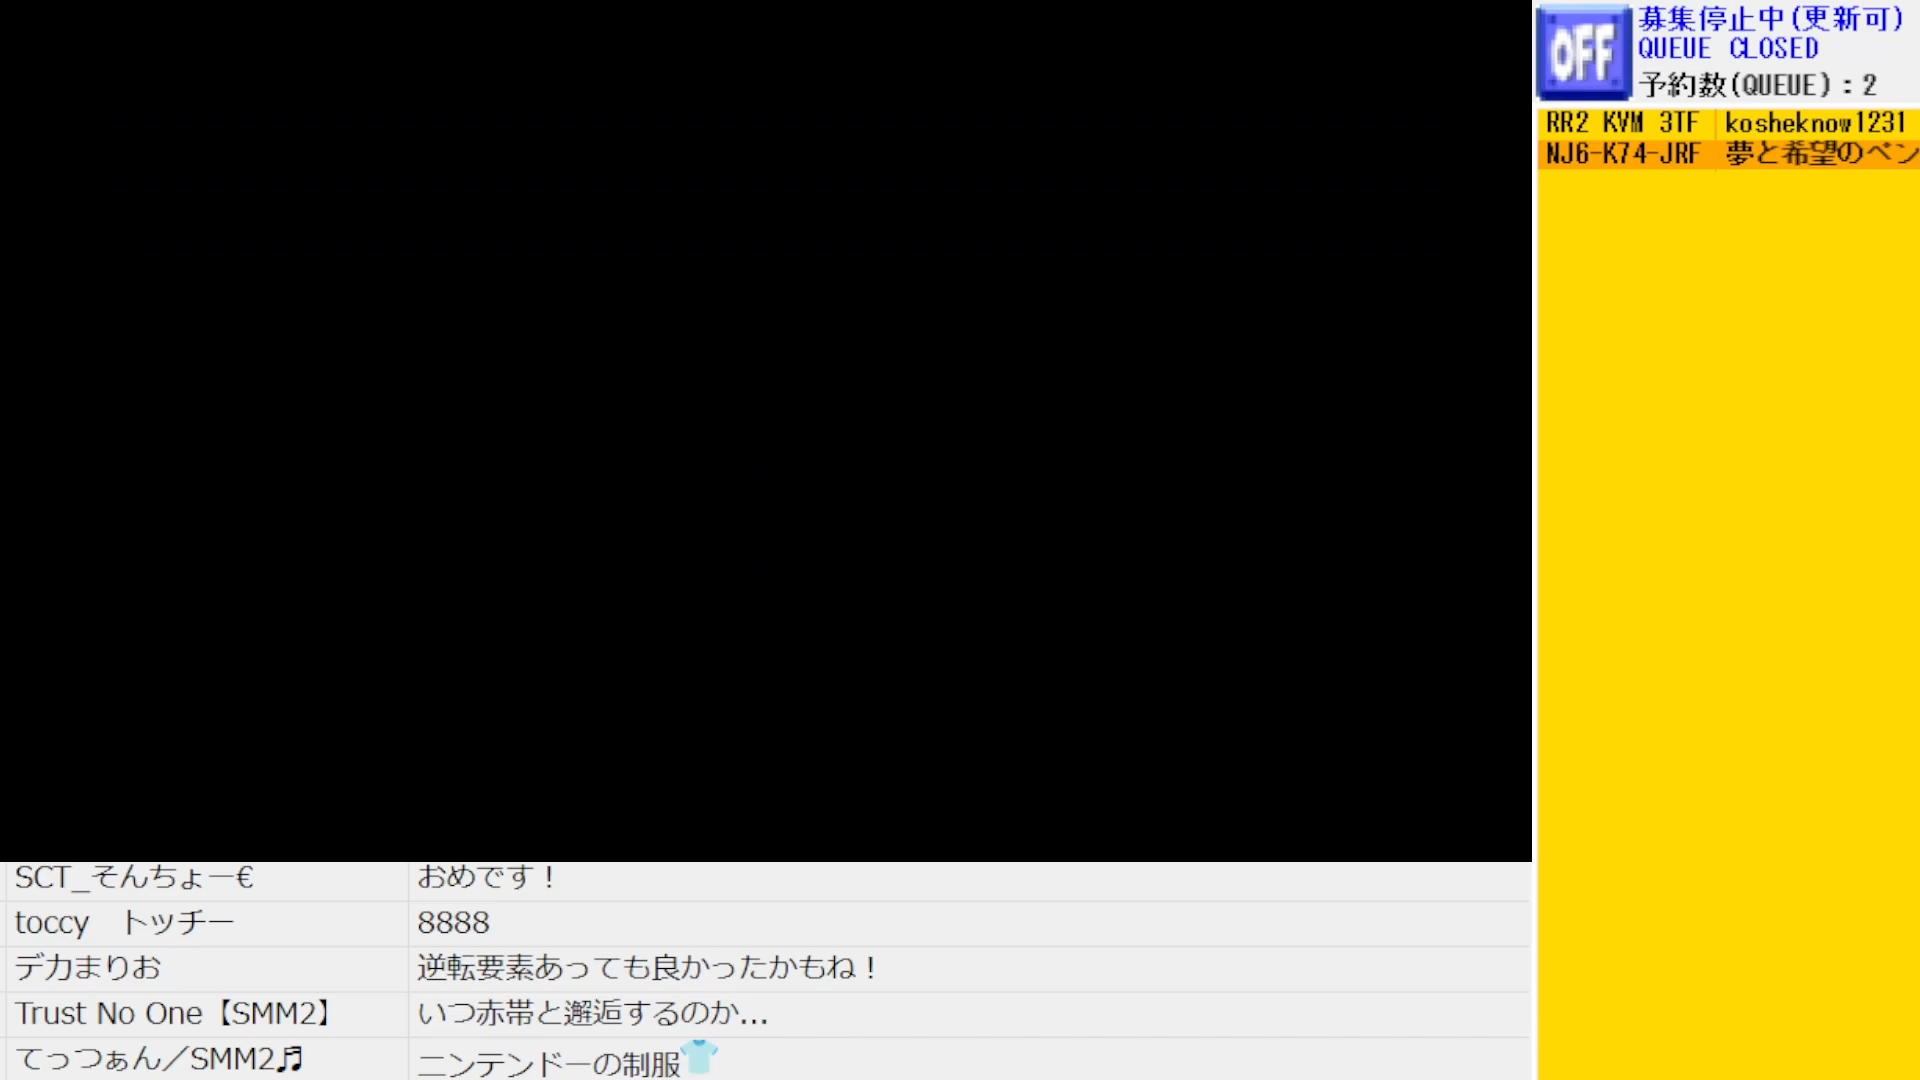 OFF
募集停止中(更新可)
QUEUE CLOSED
予約数(QUEUE):2
RR2 KVM 3TF kosheknow1231
NJ6-K74-JRF 夢と希望のペン
SCT_そんちょー€ おめです！
toccy　トッチー 8888
デカまりお 逆転要素あっても良かったかもね！
Trust No One【SMM2】 いつ赤帯と邂逅するのか...
てっつぁん／SMM2♬ ニンテンドーの制服👕